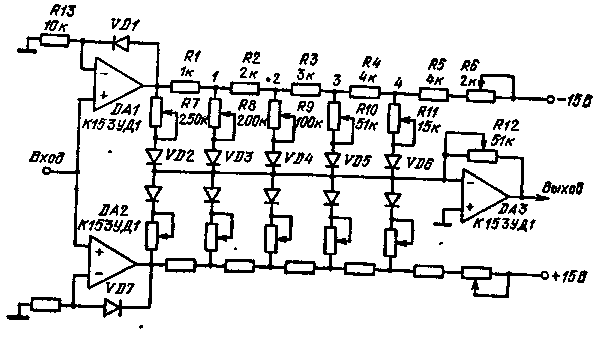 R13
10к
VD1
R1
1к
1
R2
2к
2
R3
3к
3
R4
4к
4
R5
4к
R6
2к
−15В
DA1
К153УД1
R7
250к
R8
200к
R9
100к
R10
51к
R11
15к
R12
51к
Вход
VD2
VD3
VD4
VD5
VD6
Выход
DA2
К153УД1
DA3
К153УД1
VD7
+15В